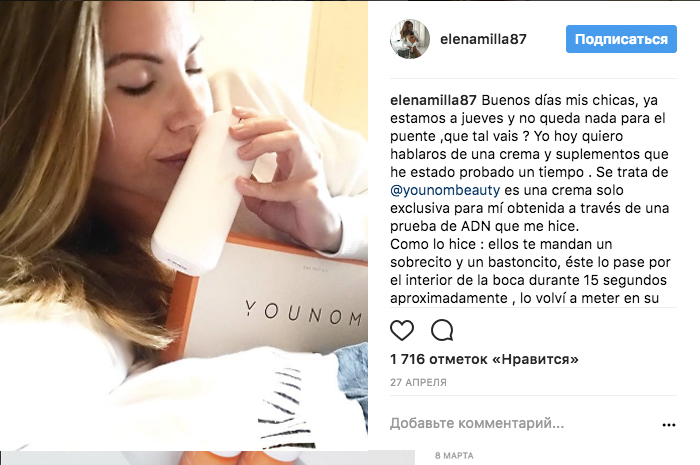 YOUNOM
elenamilla87
Подписаться
elenamilla87 Buenos días mis chicas, ya
estamos a jueves y no queda nada para el
puente ,que tal vais ? Yo hoy quiero
hablaros de una crema y suplementos que
he estado probado un tiempo . Se trata de
@younombeauty es una crema solo
exclusiva para mí obtenida a través de una
prueba de ADN que me hice.
Como lo hice : ellos te mandan un
sobrecito y un bastoncito, éste lo pase por
el interior de la boca durante 15 segundos
aproximadamente , lo volví a meter en su
1 716 отметок «Нравится»
27 АПРЕЛЯ
Добавьте комментарий...
8 МАРТА